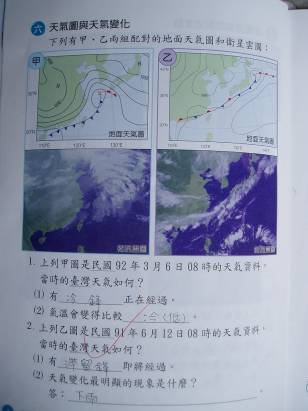 六 天氣圖與天氣變化
下列有甲、乙兩組配對的地面天氣圖和衛星雲圖：
甲
乙
地面天氣圖
地面天氣圖
110°E 120°E 130°E
衛星雲圖
衛星雲圖
1. 上列甲圖是民國 92 年 3 月 6 日 08 時的天氣資料，
當時的臺灣天氣如何？
(1) 有 冷鋒 正在經過。
(2) 氣溫會變得比較 冷(低) 。
2. 上列乙圖是民國 91 年 6 月 12 日 08 時的天氣資料，
當時的臺灣天氣如何？
(1) 有 滯留鋒 即將經過。
(2) 天氣變化最明顯的現象是什麼？
答： 下雨